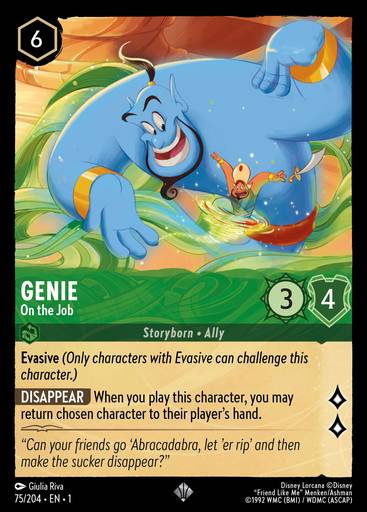 6
GENIE
On the Job
3
4
Storyborn • Ally
Evasive (Only characters with Evasive can challenge this
character.)
DISAPPEAR When you play this character, you may
return chosen character to their player's hand.
“Can your friends go ‘Abracadabra, let ’er rip’ and then
make the sucker disappear?”
Giulia Riva
75/204 • EN • 1
Disney Lorcana ©Disney
"Friend Like Me" Menken/Ashman
©1992 WMC (BMI) / WDMC (ASCAP)